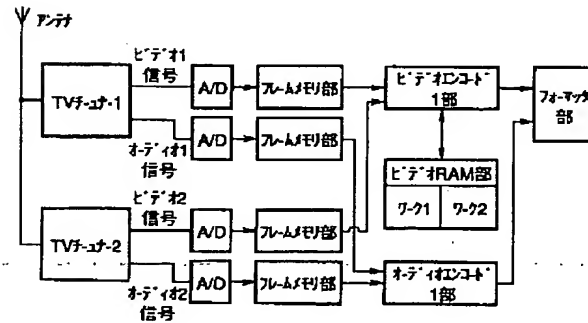 アンテナ
ビデオ1
信号
TVチューナ-1
A/D
フレームメモリ部
ビデオエンコード
1部
フォーマッタ
部
オーディオ1
信号
A/D
フレームメモリ部
ビデオRAM部
ワーク1
ワーク2
ビデオ2
信号
TVチューナ-2
A/D
フレームメモリ部
オーディオ2
信号
A/D
フレームメモリ部
オーディオエンコード
1部